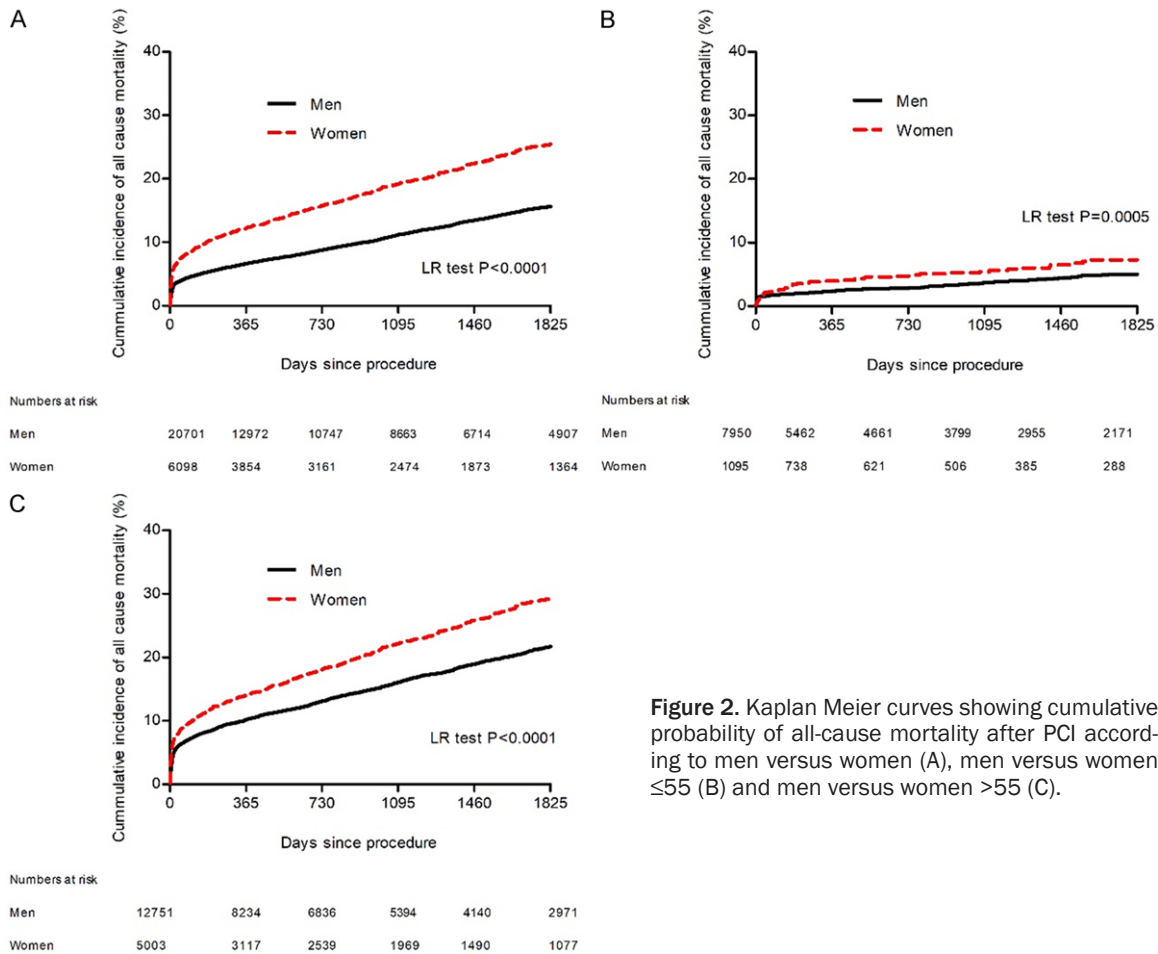 A
Cummulative incidence of all cause mortality (%)
40
30
20
10
0
Men
Women
LR test P<0.0001
0 365 730 1095 1460 1825
Days since procedure
Numbers at risk
Men 20701 12972 10747 8663 6714 4907
Women 6098 3854 3161 2474 1873 1364
B
Cummulative incidence of all cause mortality (%)
40
30
20
10
0
Men
Women
LR test P=0.0005
0 365 730 1095 1460 1825
Days since procedure
Numbers at risk
Men 7950 5462 4661 3799 2955 2171
Women 1095 738 621 506 385 288
C
Cummulative incidence of all cause mortality (%)
40
30
20
10
0
Men
Women
LR test P<0.0001
0 365 730 1095 1460 1825
Days since procedure
Numbers at risk
Men 12751 8234 6836 5394 4140 2971
Women 5003 3117 2539 1969 1490 1077
Figure 2. Kaplan Meier curves showing cumulative
probability of all-cause mortality after PCI accord-
ing to men versus women (A), men versus women
≤55 (B) and men versus women >55 (C).